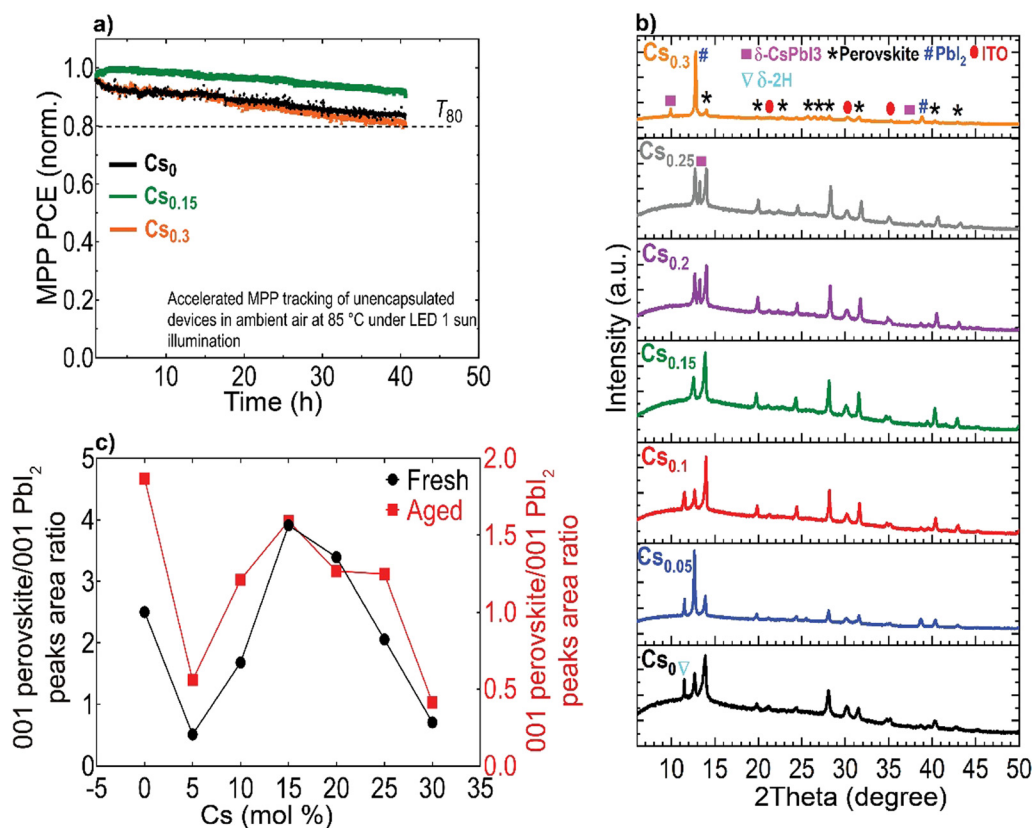 a)
MPP PCE (norm.)
1.0
0.8
0.6
0.4
0.2
0.0
T80
Cs0
Cs0.15
Cs0.3
Accelerated MPP tracking of unencapsulated
devices in ambient air at 85 °C under LED 1 sun
illumination
0 10 20 30 40 50
Time (h)
b)
Intensity (a.u.)
Cs0.3 # ■ δ-CsPbI3 * Perovskite # PbI2 ● ITO
∇ δ-2H
■ * * ● * * * * * ● * ● ■ # * *
Cs0.25 ■
Cs0.2
Cs0.15
Cs0.1
Cs0.05
Cs0 ∇
10 15 20 25 30 35 40 45 50
2Theta (degree)
c)
001 perovskite/001 PbI2
peaks area ratio
5
4
3
2
1
0
Fresh
Aged
2.0
1.5
1.0
0.5
0.0
001 perovskite/001 PbI2
peaks area ratio
-5 0 5 10 15 20 25 30 35
Cs (mol %)